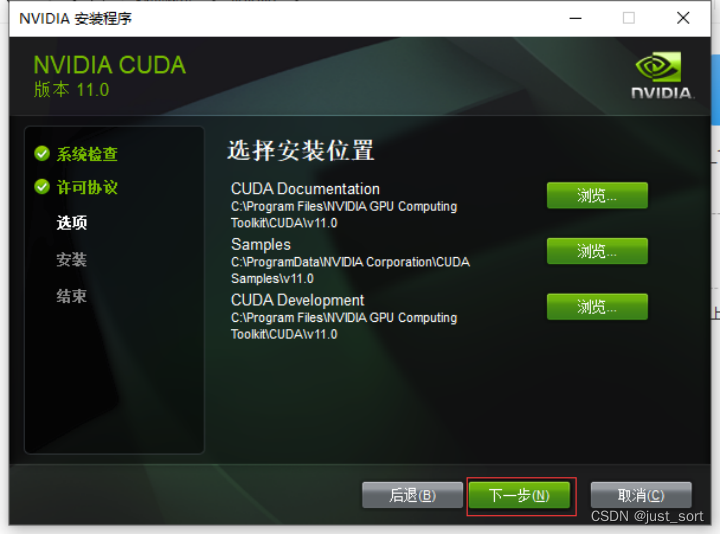 NVIDIA 安装程序
NVIDIA CUDA
版本 11.0
NVIDIA.
系统检查
许可协议
选项
安装
结束
选择安装位置
CUDA Documentation
C:\Program Files\NVIDIA GPU Computing
Toolkit\CUDA\v11.0
浏览...
Samples
C:\ProgramData\NVIDIA Corporation\CUDA
Samples\v11.0
浏览...
CUDA Development
C:\Program Files\NVIDIA GPU Computing
Toolkit\CUDA\v11.0
浏览...
后退(B) 下一步(N) 取消(C)
CSDN @just_sort